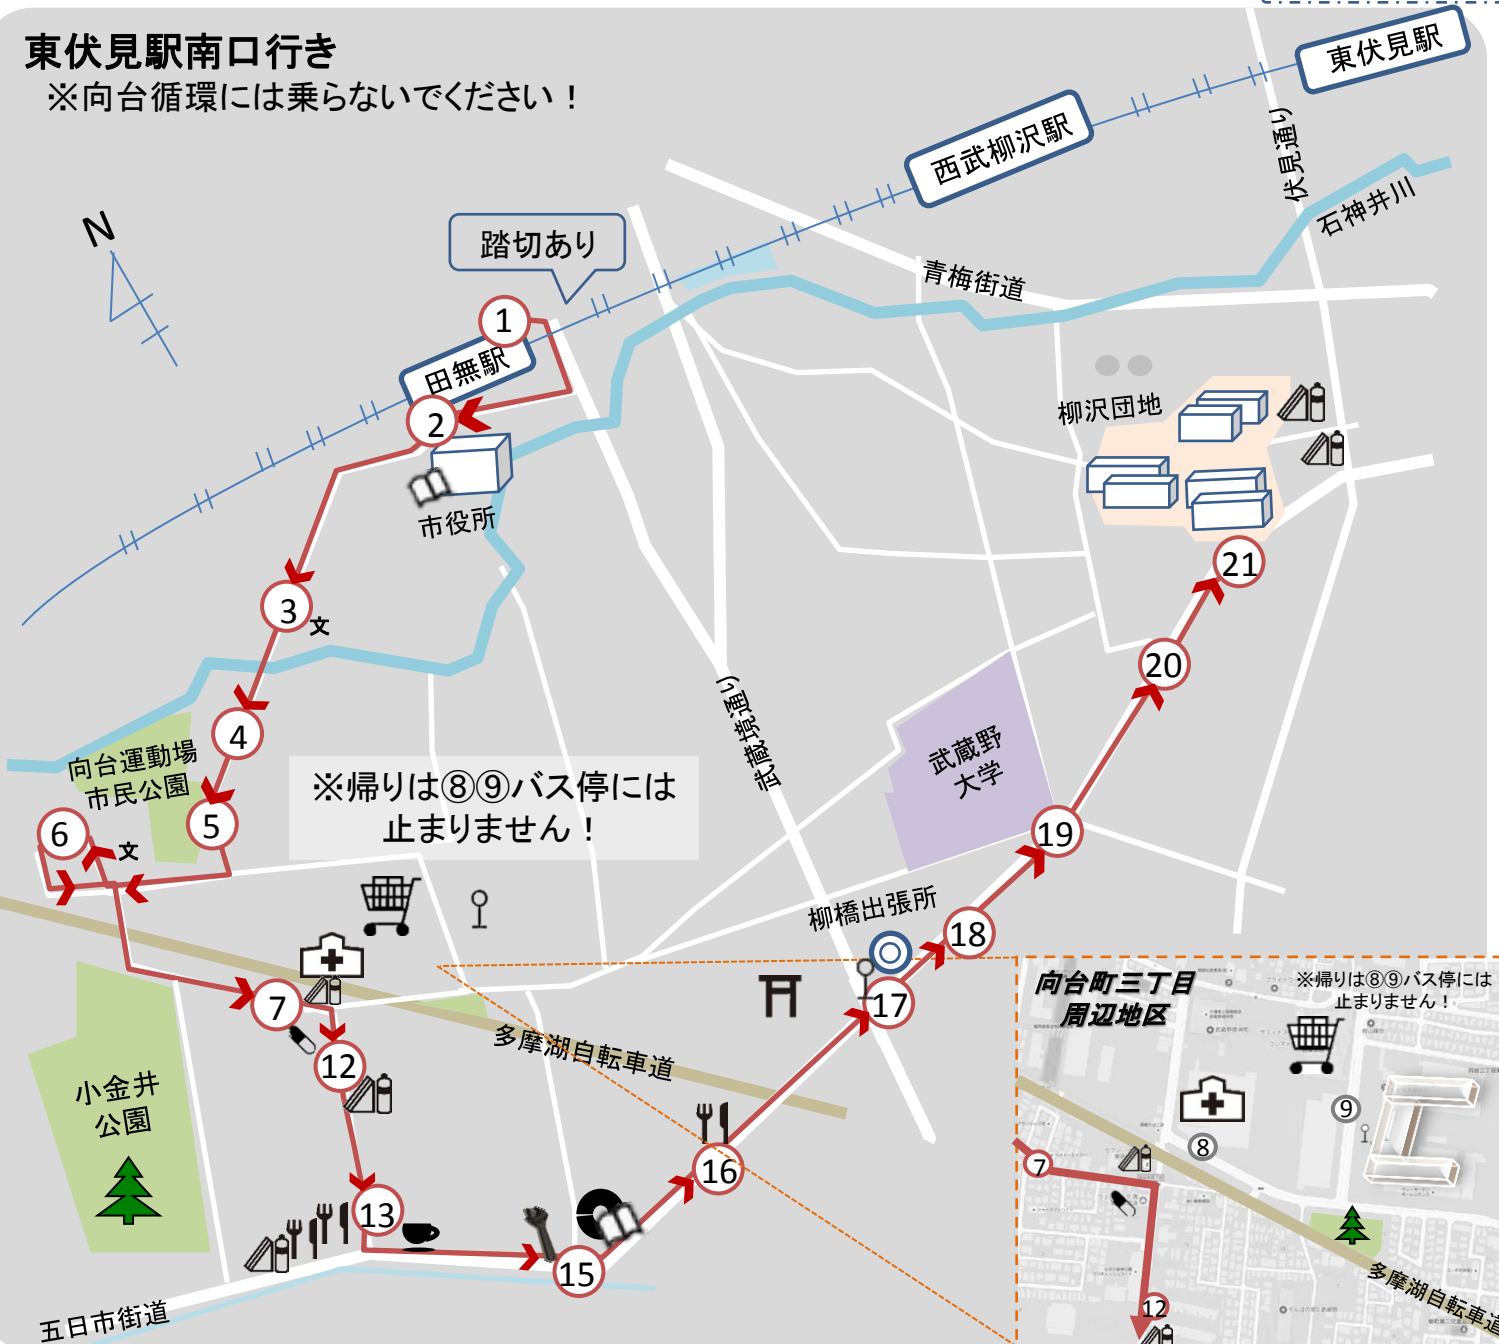 東伏見駅南口行き
※向台循環には乗らないでください！
東伏見駅
西武柳沢駅
伏見通り
石神井川
N
踏切あり
青梅街道
1
田無駅
2
柳沢団地
市役所
21
3
文
20
武蔵境通り
4
向台運動場
市民公園
武蔵野
大学
※帰りは⑧⑨バス停には
止まりません！
5
6
文
19
柳橋出張所
18
17
7
多摩湖自転車道
12
小金井
公園
16
13
15
五日市街道
向台町三丁目
周辺地区
※帰りは⑧⑨バス停には
止まりません！
9
8
7
12
多摩湖自転車道